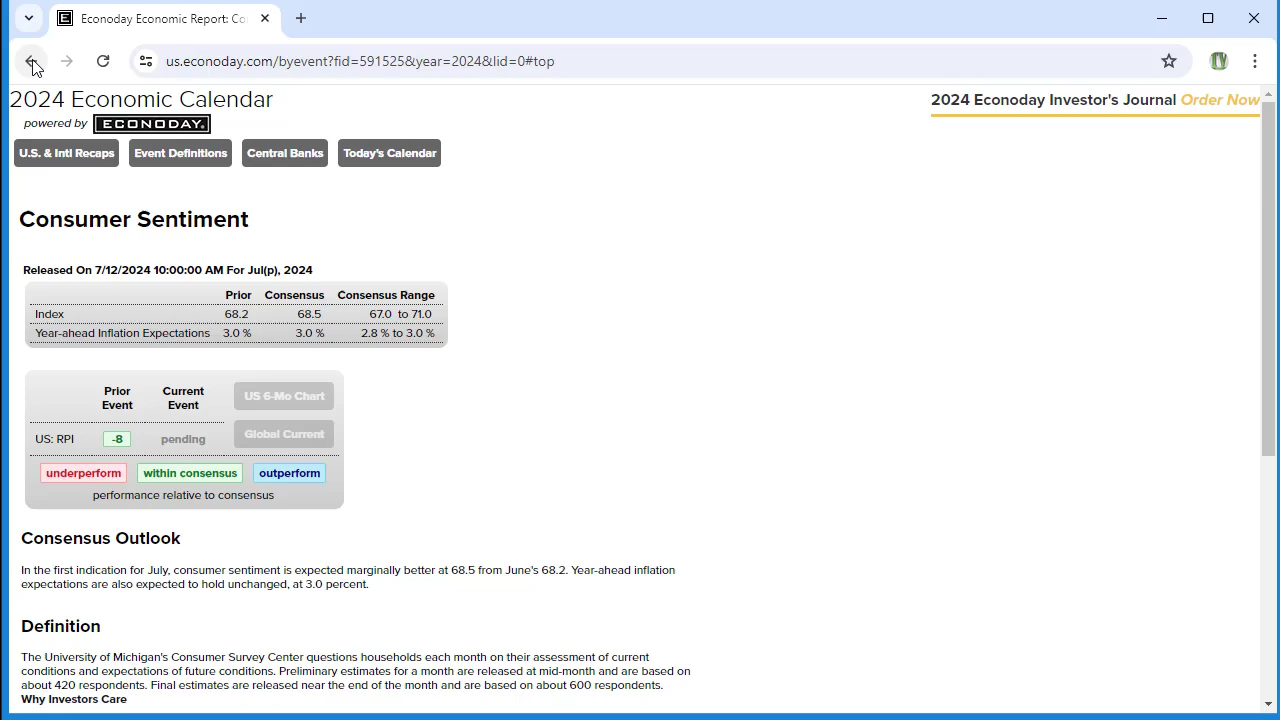 Econoday Economic Report: Co
us.econoday.com/byevent?fid=591525&year=2024&lid=0#top
2024 Economic Calendar
2024 Econoday Investor's Journal Order Now
powered by ECONODAY.
U.S. & Intl Recaps Event Definitions Central Banks Today's Calendar
Consumer Sentiment
Released On 7/12/2024 10:00:00 AM For Jul(p), 2024
Prior Consensus Consensus Range
Index 68.2 68.5 67.0 to 71.0
Year-ahead Inflation Expectations 3.0 % 3.0 % 2.8 % to 3.0 %
Prior Event Current Event US 6-Mo Chart
Global Current
US: RPI -8 pending
underperform within consensus outperform
performance relative to consensus
Consensus Outlook
In the first indication for July, consumer sentiment is expected marginally better at 68.5 from June's 68.2. Year-ahead inflation
expectations are also expected to hold unchanged, at 3.0 percent.
Definition
The University of Michigan's Consumer Survey Center questions households each month on their assessment of current
conditions and expectations of future conditions. Preliminary estimates for a month are released at mid-month and are based on
about 420 respondents. Final estimates are released near the end of the month and are based on about 600 respondents.
Why Investors Care